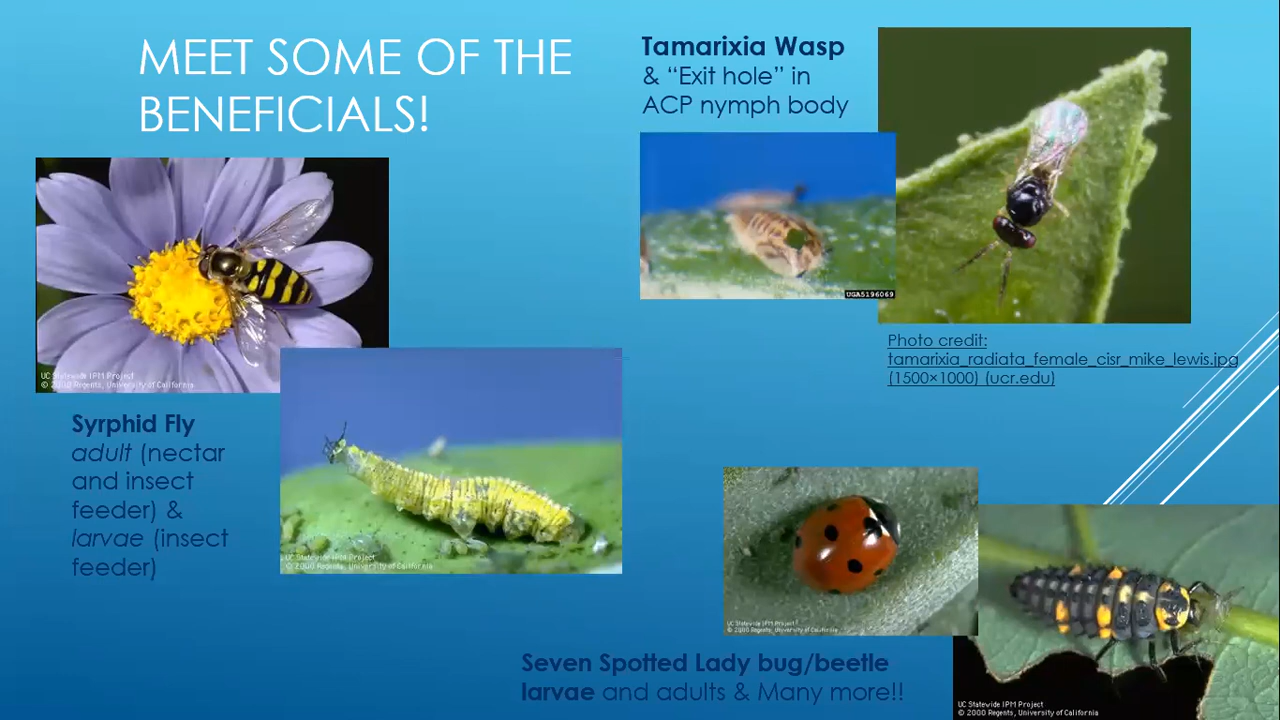 MEET SOME OF THE
BENEFICIALS!
Tamarixia Wasp
& “Exit hole” in
ACP nymph body
UGA5196069
Photo credit:
tamarixia_radiata_female_cisr_mike_lewis.jpg
(1500×1000) (ucr.edu)
UC Statewide IPM Project
© 2000 Regents, University of California
Syrphid Fly
adult (nectar
and insect
feeder) &
larvae (insect
feeder)
UC Statewide IPM Project
© 2000 Regents, University of California
UC Statewide IPM Project
© 2000 Regents, University of California
Seven Spotted Lady bug/beetle
larvae and adults & Many more!!
UC Statewide IPM Project
© 2000 Regents, University of California